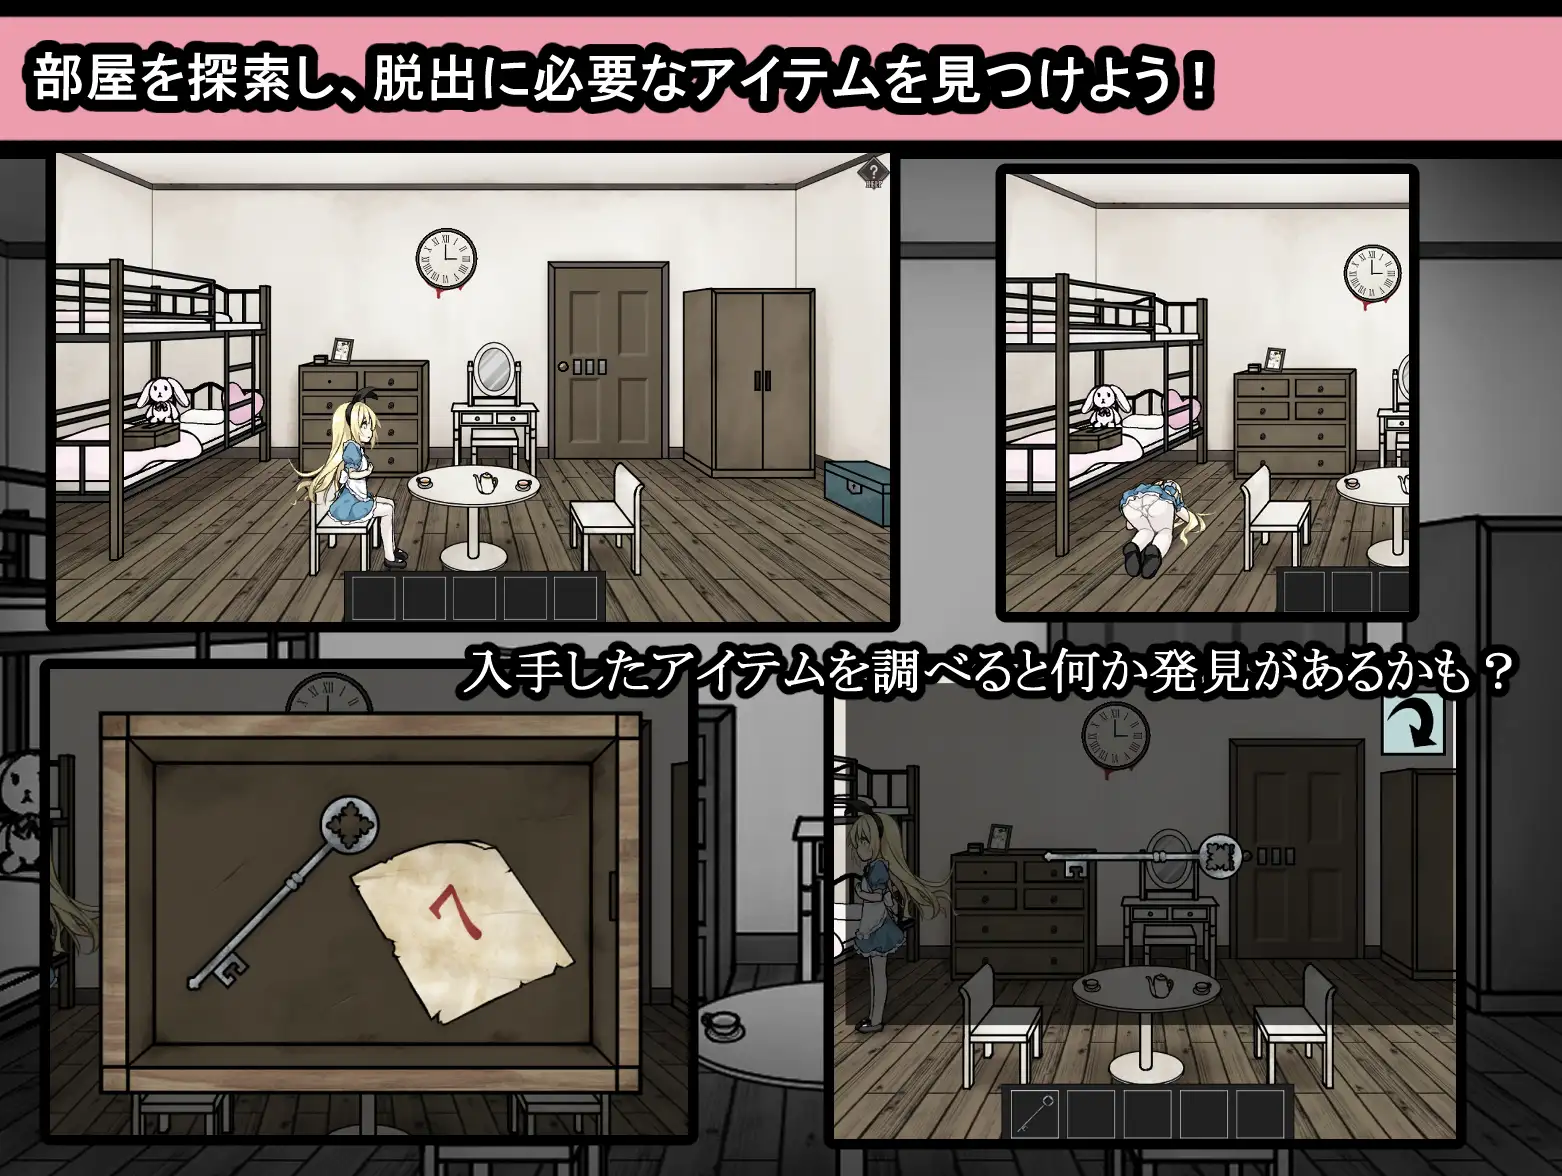 部屋を探索し、脱出に必要なアイテムを見つけよう！
?
入手したアイテムを調べると何か発見があるかも？
7